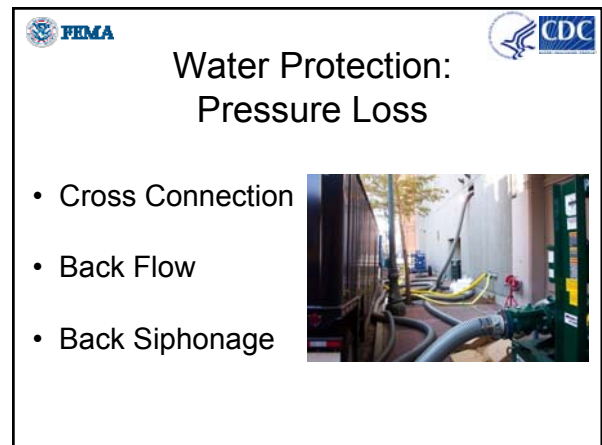 FEMA
CDC
Water Protection:
Pressure Loss
• Cross Connection
• Back Flow
• Back Siphonage